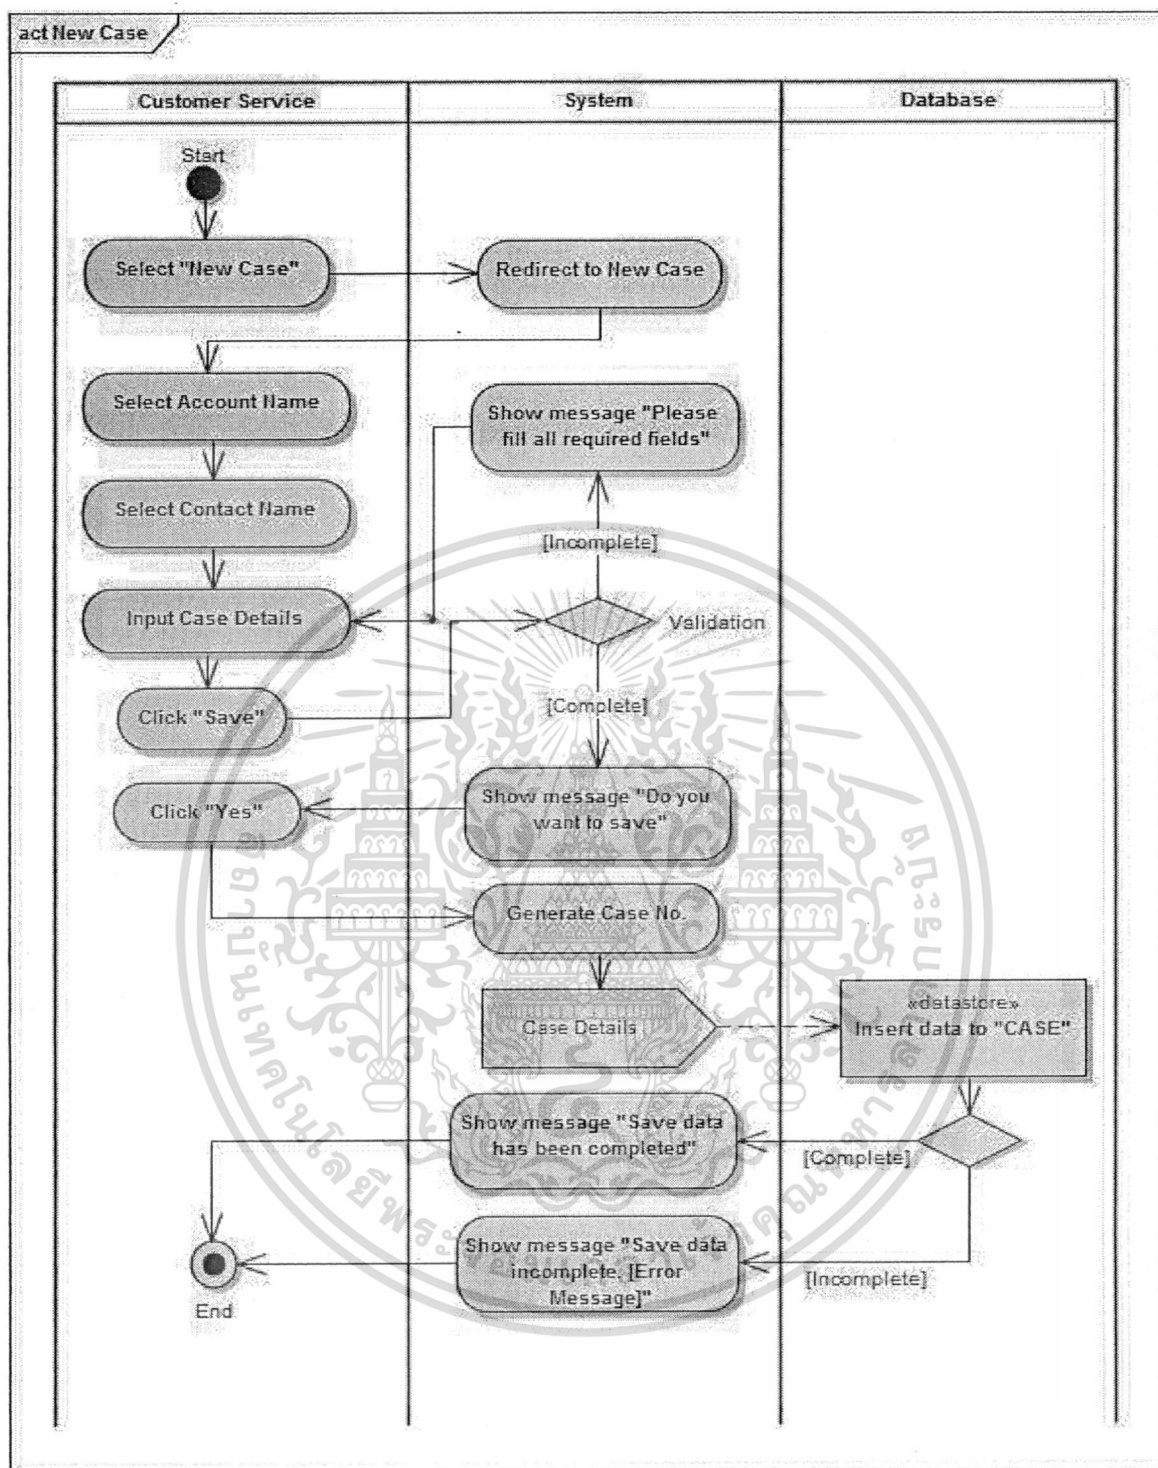 act New Case
Customer Service
System
Database
Start
Select "New Case"
Redirect to New Case
Select Account Name
Show message "Please
fill all required fields"
Select Contact Name
[Incomplete]
Input Case Details
Validation
Click "Save"
[Complete]
Click "Yes"
Show message "Do you
want to save"
Generate Case No.
Case Details
«datastore»
Insert data to "CASE"
Show message "Save data
has been completed"
[Complete]
Show message "Save data
incomplete. [Error
Message]"
[Incomplete]
End